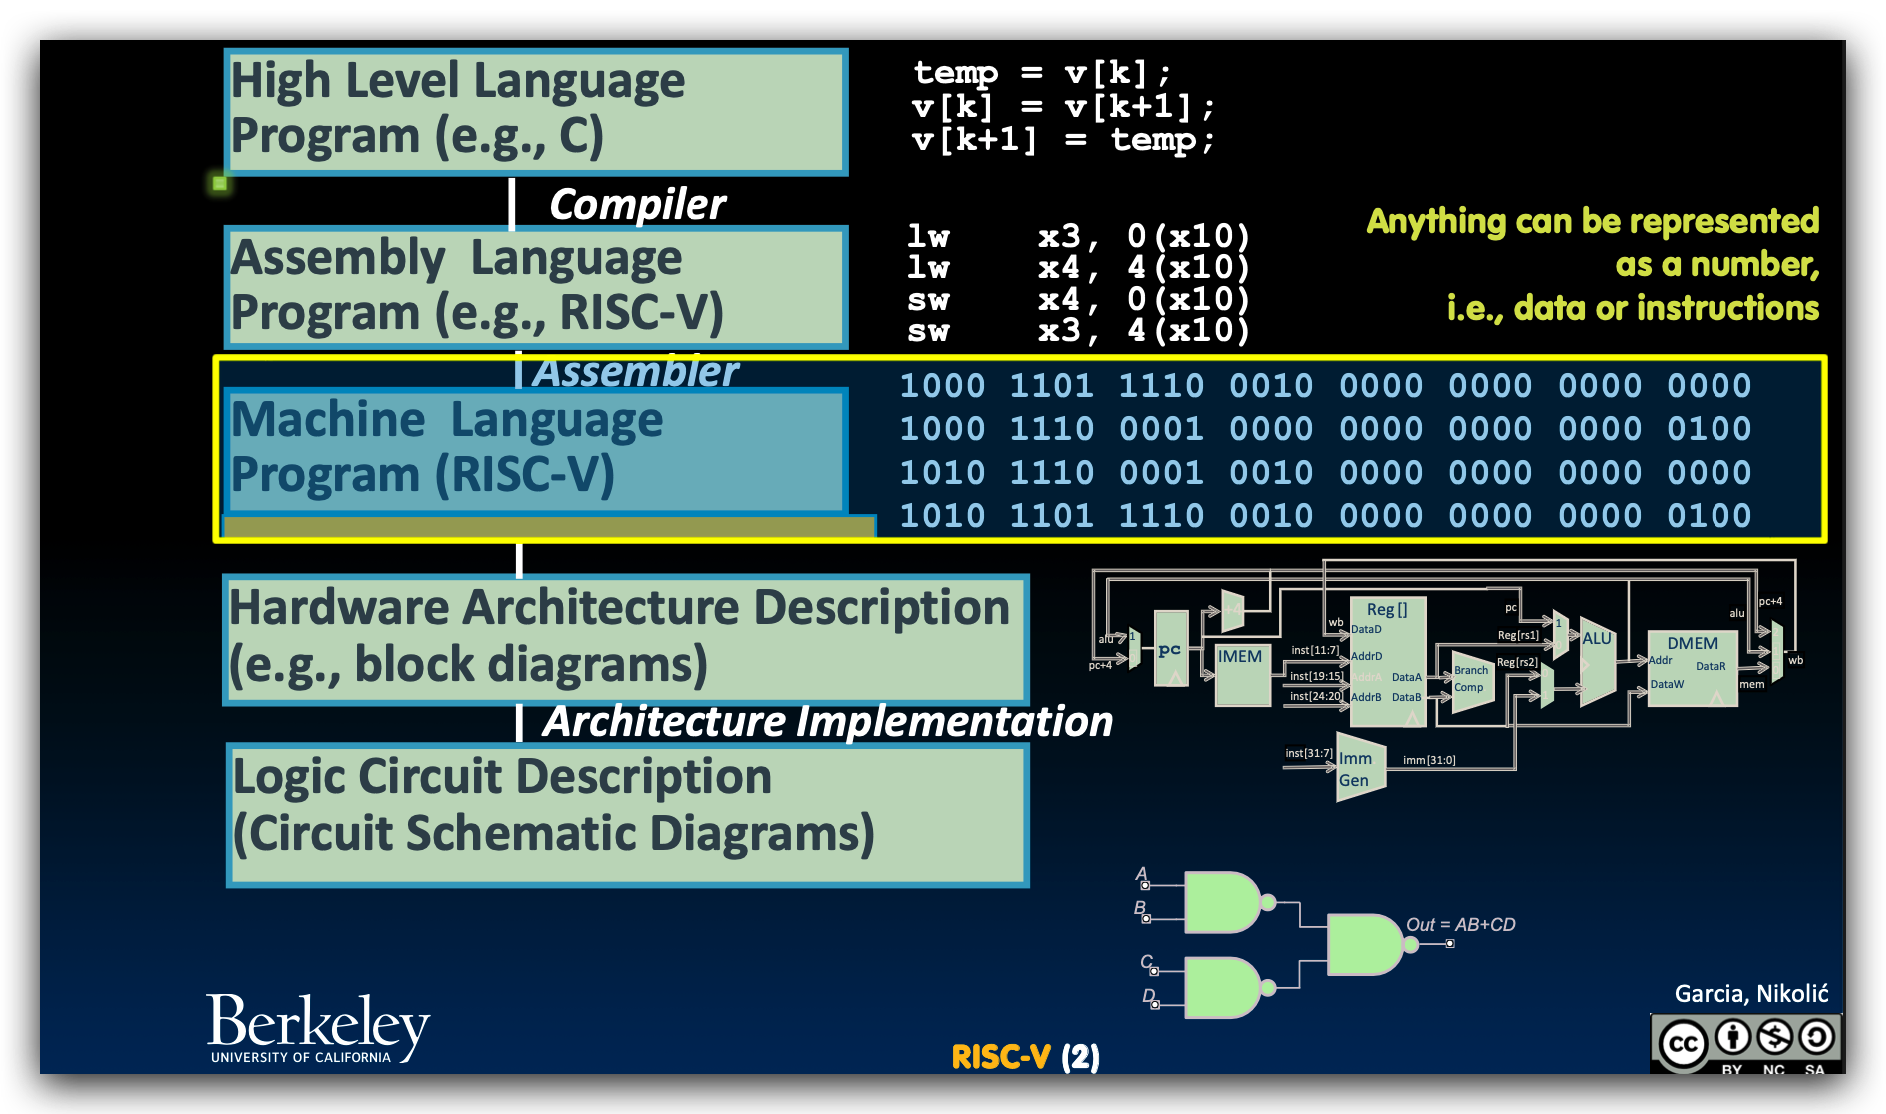 High Level Language
Program (e.g., C)
temp = v[k];
v[k] = v[k+1];
v[k+1] = temp;
Compiler
Assembly Language
Program (e.g., RISC-V)
lw x3, 0(x10)
lw x4, 4(x10)
sw x4, 0(x10)
sw x3, 4(x10)
Anything can be represented
as a number,
i.e., data or instructions
Assembler
Machine Language
Program (RISC-V)
1000 1101 1110 0010 0000 0000 0000 0000
1000 1110 0001 0000 0000 0000 0000 0100
1010 1110 0001 0010 0000 0000 0000 0000
1010 1101 1110 0010 0000 0000 0000 0100
Hardware Architecture Description
(e.g., block diagrams)
alu
pc+4
1
pc
+4
IMEM
inst[11:7]
inst[19:15]
inst[24:20]
wb
Reg[]
DataD
AddrD
AddrA
AddrB
DataA
DataB
Branch
Comp
pc
Reg[rs1]
Reg[rs2]
1
ALU
DMEM
Addr
DataR
DataW
alu
pc+4
mem
wb
inst[31:7]
Imm
Gen
imm[31:0]
Architecture Implementation
Logic Circuit Description
(Circuit Schematic Diagrams)
A
B
C
D
Out = AB+CD
Berkeley
UNIVERSITY OF CALIFORNIA
RISC-V (2)
Garcia, Nikolić
cc
BY NC SA